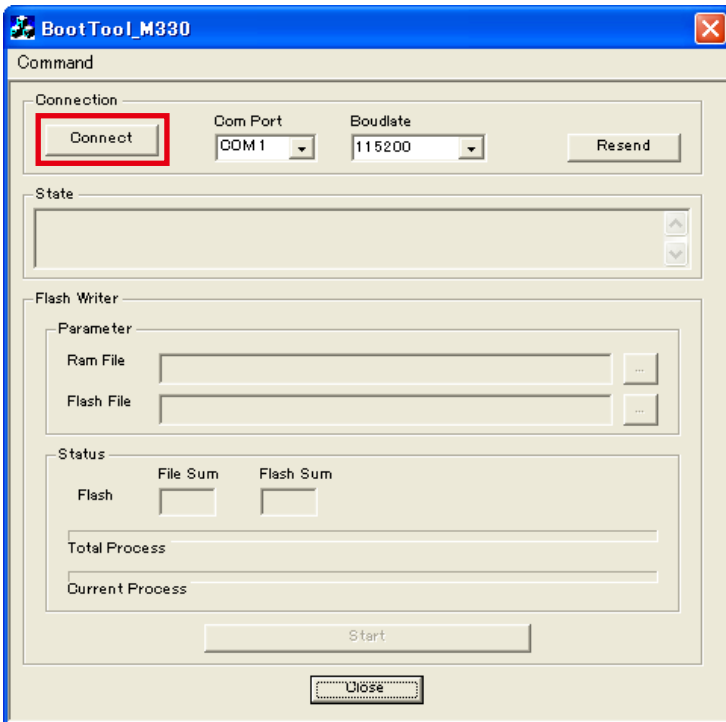 BootTool_M330
Command
Connection
Connect
Com Port
COM1
Boudlate
115200
Resend
State
Flash Writer
Parameter
Ram File
...
Flash File
...
Status
File Sum
Flash Sum
Flash
Total Process
Current Process
Start
Close